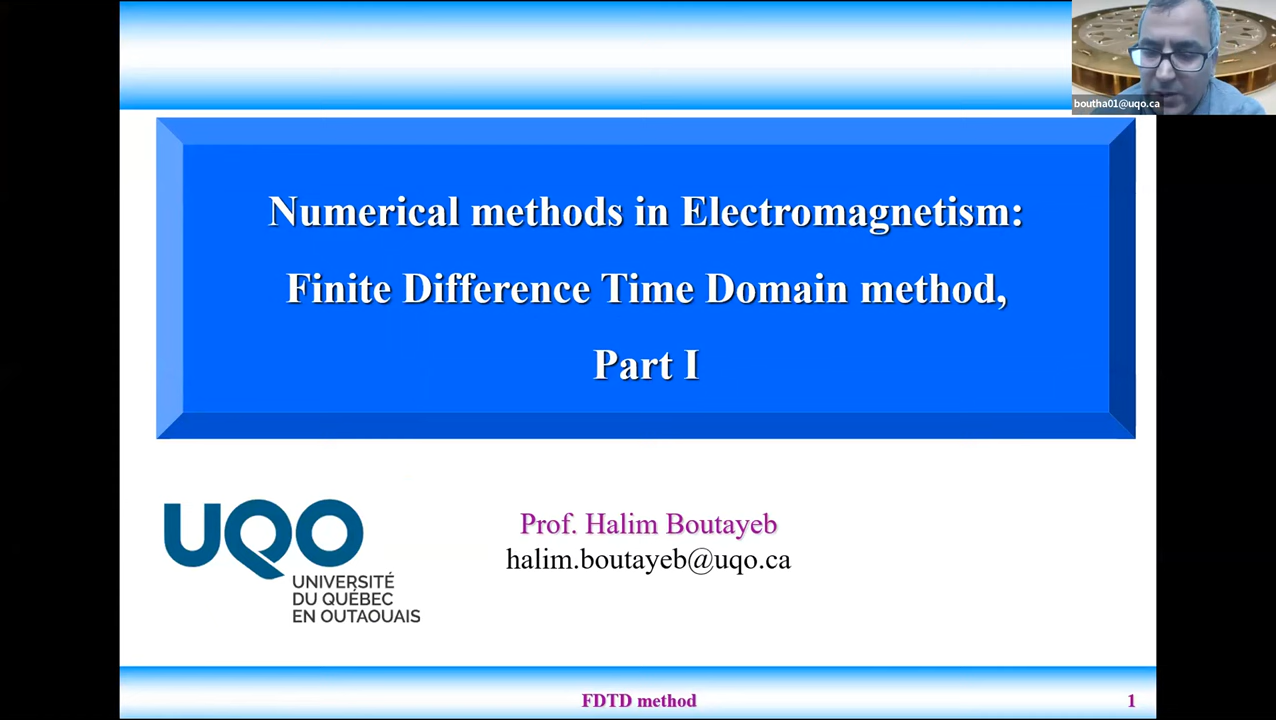 boutha01@uqo.ca
Numerical methods in Electromagnetism:
Finite Difference Time Domain method,
Part I
UQO
UNIVERSITÉ
DU QUÉBEC
EN OUTAOUAIS
Prof. Halim Boutayeb
halim.boutayeb@uqo.ca
FDTD method
1